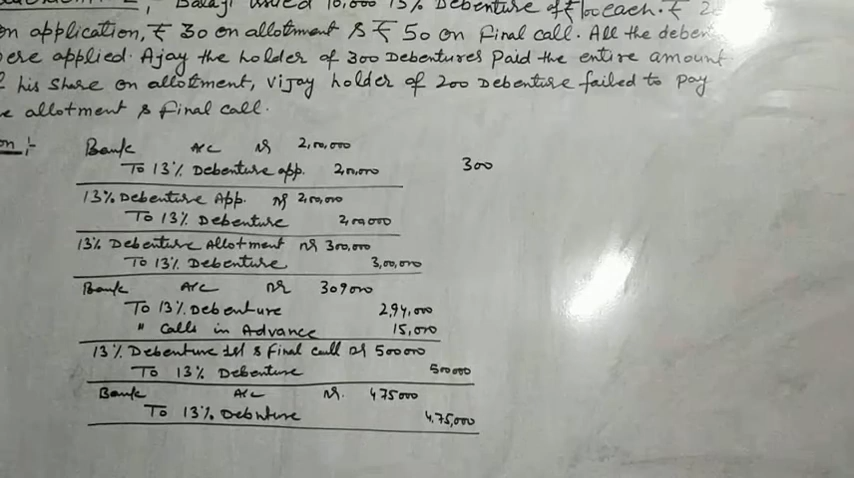 Balaji issued 10,000 13% Debenture of ₹100 each. ₹ 2
on application, ₹ 30 on allotment & ₹ 50 on final call. All the deben
ere applied. Ajay the holder of 300 Debentures Paid the entire amount
his share on allotment, Vijay holder of 200 Debenture failed to pay
e allotment & final call.
on :-
Bank A/c Dr 2,00,000
To 13% Debenture app. 200,000 300
13% Debenture App. Dr 2,00,000
To 13% Debenture 2,00,000
13% Debenture Allotment Dr 300,000
To 13% Debenture 3,00,000
Bank A/c Dr 309000
To 13% Debenture 2,94,000
" Calls in Advance 15,000
13% Debenture 1st & final call Dr 500000
To 13% Debenture 500000
Bank A/c Dr. 475000
To 13% Debnture 4,75,000